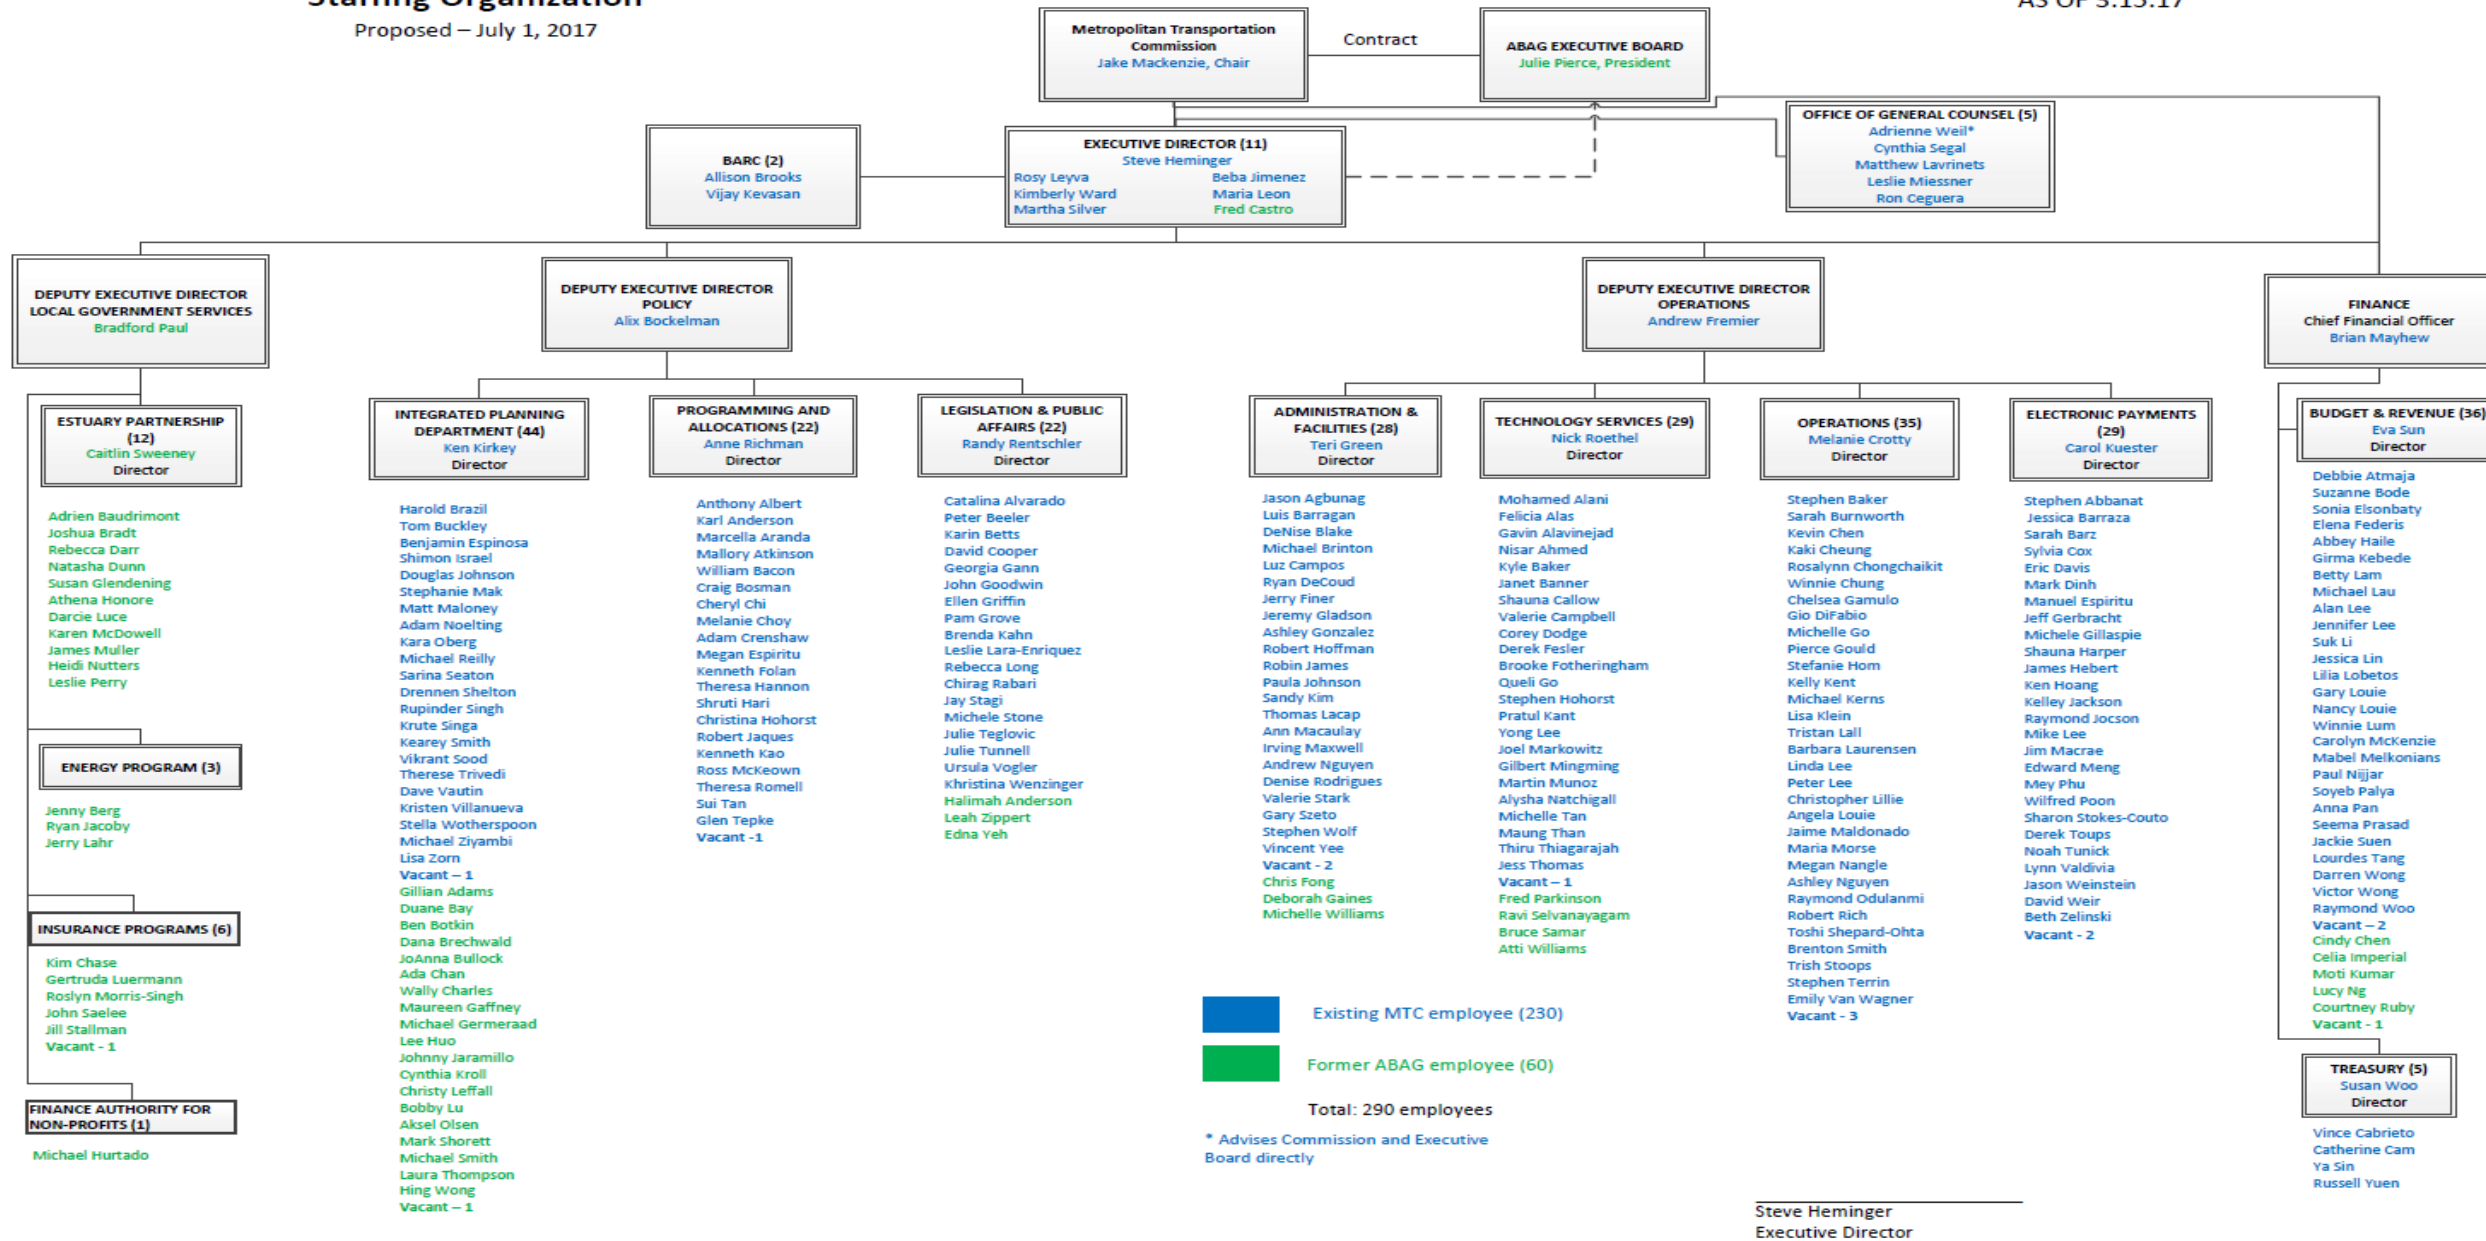 Staffing Organization
Proposed – July 1, 2017
AS OF 3.15.17
Metropolitan Transportation
Commission
Jake Mackenzie, Chair
Contract
ABAG EXECUTIVE BOARD
Julie Pierce, President
OFFICE OF GENERAL COUNSEL (5)
Adrienne Weil*
Cynthia Segal
Matthew Lavrinets
Leslie Miessner
Ron Ceguera
BARC (2)
Allison Brooks
Vijay Kevasan
EXECUTIVE DIRECTOR (11)
Steve Heminger
Rosy Leyva
Kimberly Ward
Martha Silver
Beba Jimenez
Maria Leon
Fred Castro
DEPUTY EXECUTIVE DIRECTOR
LOCAL GOVERNMENT SERVICES
Bradford Paul
DEPUTY EXECUTIVE DIRECTOR
POLICY
Alix Bockelman
DEPUTY EXECUTIVE DIRECTOR
OPERATIONS
Andrew Fremier
FINANCE
Chief Financial Officer
Brian Mayhew
ESTUARY PARTNERSHIP
(12)
Caitlin Sweeney
Director
Adrien Baudrimont
Joshua Bradt
Rebecca Darr
Natasha Dunn
Susan Glendening
Athena Honore
Darcie Luce
Karen McDowell
James Muller
Heidi Nutters
Leslie Perry
ENERGY PROGRAM (3)
Jenny Berg
Ryan Jacoby
Jerry Lahr
INSURANCE PROGRAMS (6)
Kim Chase
Gertruda Luermann
Roslyn Morris-Singh
John Saelee
Jill Stallman
Vacant - 1
FINANCE AUTHORITY FOR
NON-PROFITS (1)
Michael Hurtado
INTEGRATED PLANNING
DEPARTMENT (44)
Ken Kirkey
Director
Harold Brazil
Tom Buckley
Benjamin Espinosa
Shimon Israel
Douglas Johnson
Stephanie Mak
Matt Maloney
Adam Noelting
Kara Oberg
Michael Reilly
Sarina Seaton
Drennen Shelton
Rupinder Singh
Krute Singa
Kearey Smith
Vikrant Sood
Therese Trivedi
Dave Vautin
Kristen Villanueva
Stella Wotherspoon
Michael Ziyambi
Lisa Zorn
Vacant – 1
Gillian Adams
Duane Bay
Ben Botkin
Dana Brechwald
JoAnna Bullock
Ada Chan
Wally Charles
Maureen Gaffney
Michael Germeraad
Lee Huo
Johnny Jaramillo
Cynthia Kroll
Christy Leffall
Bobby Lu
Aksel Olsen
Mark Shorett
Michael Smith
Laura Thompson
Hing Wong
Vacant – 1
PROGRAMMING AND
ALLOCATIONS (22)
Anne Richman
Director
Anthony Albert
Karl Anderson
Marcella Aranda
Mallory Atkinson
William Bacon
Craig Bosman
Cheryl Chi
Melanie Choy
Adam Crenshaw
Megan Espiritu
Kenneth Folan
Theresa Hannon
Shruti Hari
Christina Hohorst
Robert Jaques
Kenneth Kao
Ross McKeown
Theresa Romell
Sui Tan
Glen Tepke
Vacant -1
LEGISLATION & PUBLIC
AFFAIRS (22)
Randy Rentschler
Director
Catalina Alvarado
Peter Beeler
Karin Betts
David Cooper
Georgia Gann
John Goodwin
Ellen Griffin
Pam Grove
Brenda Kahn
Leslie Lara-Enriquez
Rebecca Long
Chirag Rabari
Jay Stagi
Michele Stone
Julie Teglovic
Julie Tunnell
Ursula Vogler
Khristina Wenzinger
Halimah Anderson
Leah Zippert
Edna Yeh
ADMINISTRATION &
FACILITIES (28)
Teri Green
Director
Jason Agbunag
Luis Barragan
DeNise Blake
Michael Brinton
Luz Campos
Ryan DeCoud
Jerry Finer
Jeremy Gladson
Ashley Gonzalez
Robert Hoffman
Robin James
Paula Johnson
Sandy Kim
Thomas Lacap
Ann Macaulay
Irving Maxwell
Andrew Nguyen
Denise Rodrigues
Valerie Stark
Gary Szeto
Stephen Wolf
Vincent Yee
Vacant - 2
Chris Fong
Deborah Gaines
Michelle Williams
TECHNOLOGY SERVICES (29)
Nick Roethel
Director
Mohamed Alani
Felicia Alas
Gavin Alavinejad
Nisar Ahmed
Kyle Baker
Janet Banner
Shauna Callow
Valerie Campbell
Corey Dodge
Derek Fesler
Brooke Fotheringham
Queli Go
Stephen Hohorst
Pratul Kant
Yong Lee
Joel Markowitz
Gilbert Mingming
Martin Munoz
Alysha Natchigall
Michelle Tan
Maung Than
Thiru Thiagarajah
Jess Thomas
Vacant – 1
Fred Parkinson
Ravi Selvanayagam
Bruce Samar
Atti Williams
OPERATIONS (35)
Melanie Crotty
Director
Stephen Baker
Sarah Burnworth
Kevin Chen
Kaki Cheung
Rosalynn Chongchaikit
Winnie Chung
Chelsea Gamulo
Gio DiFabio
Michelle Go
Pierce Gould
Stefanie Hom
Kelly Kent
Michael Kerns
Lisa Klein
Tristan Lall
Barbara Laurensen
Linda Lee
Peter Lee
Christopher Lillie
Angela Louie
Jaime Maldonado
Maria Morse
Megan Nangle
Ashley Nguyen
Raymond Odulanmi
Robert Rich
Toshi Shepard-Ohta
Brenton Smith
Trish Stoops
Stephen Terrin
Emily Van Wagner
Vacant - 3
ELECTRONIC PAYMENTS
(29)
Carol Kuester
Director
Stephen Abbanat
Jessica Barraza
Sarah Barz
Sylvia Cox
Eric Davis
Mark Dinh
Manuel Espiritu
Jeff Gerbracht
Michele Gillaspie
Shauna Harper
James Hebert
Ken Hoang
Kelley Jackson
Raymond Jocson
Mike Lee
Jim Macrae
Edward Meng
Mey Phu
Wilfred Poon
Sharon Stokes-Couto
Derek Toups
Noah Tunick
Lynn Valdivia
Jason Weinstein
David Weir
Beth Zelinski
Vacant - 2
BUDGET & REVENUE (36)
Eva Sun
Director
Debbie Atmaja
Suzanne Bode
Sonia Elsonbaty
Elena Federis
Abbey Haile
Girma Kebede
Betty Lam
Michael Lau
Alan Lee
Jennifer Lee
Suk Li
Jessica Lin
Lilia Lobetos
Gary Louie
Nancy Louie
Winnie Lum
Carolyn McKenzie
Mabel Melkonians
Paul Nijjar
Soyeb Palya
Anna Pan
Seema Prasad
Jackie Suen
Lourdes Tang
Darren Wong
Victor Wong
Raymond Woo
Vacant – 2
Cindy Chen
Celia Imperial
Moti Kumar
Lucy Ng
Courtney Ruby
Vacant - 1
TREASURY (5)
Susan Woo
Director
Vince Cabrieto
Catherine Cam
Ya Sin
Russell Yuen
Existing MTC employee (230)
Former ABAG employee (60)
Total: 290 employees
* Advises Commission and Executive
Board directly
Steve Heminger
Executive Director